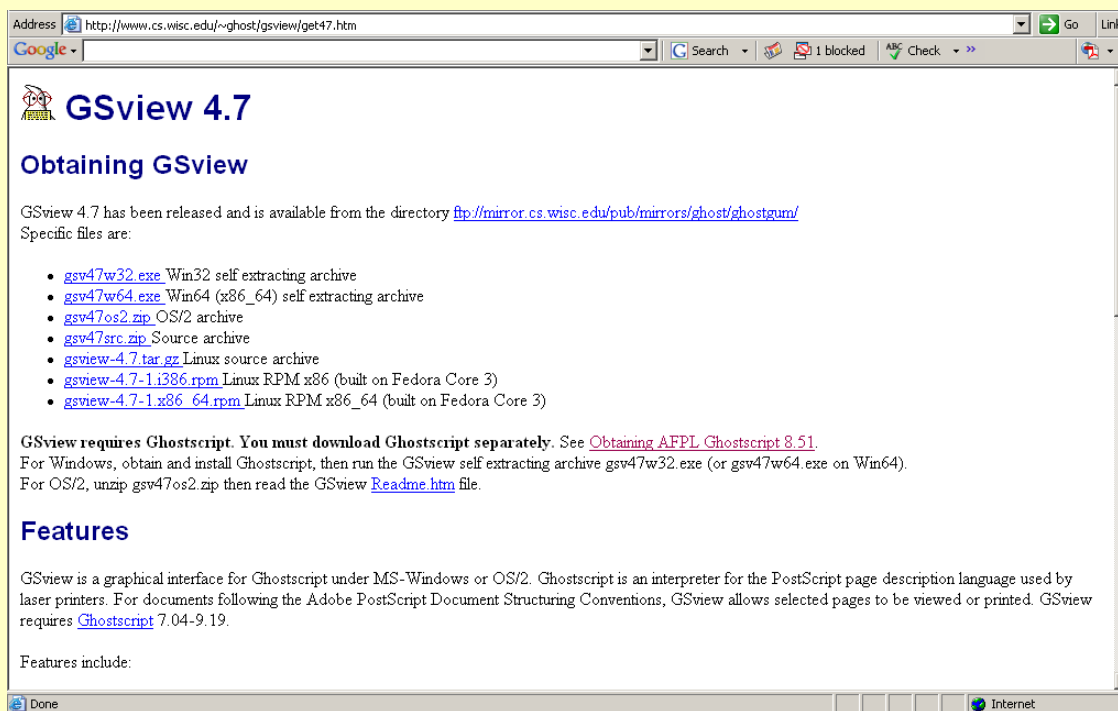 Address http://www.cs.wisc.edu/~ghost/gsview/get47.htm Go Link
Google Search 1 blocked ABC Check »
GSview 4.7
Obtaining GSview
GSview 4.7 has been released and is available from the directory ftp://mirror.cs.wisc.edu/pub/mirrors/ghost/ghostgum/
Specific files are:
• gsv47w32.exe Win32 self extracting archive
• gsv47w64.exe Win64 (x86_64) self extracting archive
• gsv47os2.zip OS/2 archive
• gsv47src.zip Source archive
• gsview-4.7.tar.gz Linux source archive
• gsview-4.7-1.i386.rpm Linux RPM x86 (built on Fedora Core 3)
• gsview-4.7-1.x86_64.rpm Linux RPM x86_64 (built on Fedora Core 3)
GSview requires Ghostscript. You must download Ghostscript separately. See Obtaining AFPL Ghostscript 8.51.
For Windows, obtain and install Ghostscript, then run the GSview self extracting archive gsv47w32.exe (or gsv47w64.exe on Win64).
For OS/2, unzip gsv47os2.zip then read the GSview Readme.htm file.
Features
GSview is a graphical interface for Ghostscript under MS-Windows or OS/2. Ghostscript is an interpreter for the PostScript page description language used by
laser printers. For documents following the Adobe PostScript Document Structuring Conventions, GSview allows selected pages to be viewed or printed. GSview
requires Ghostscript 7.04-9.19.
Features include:
Done Internet